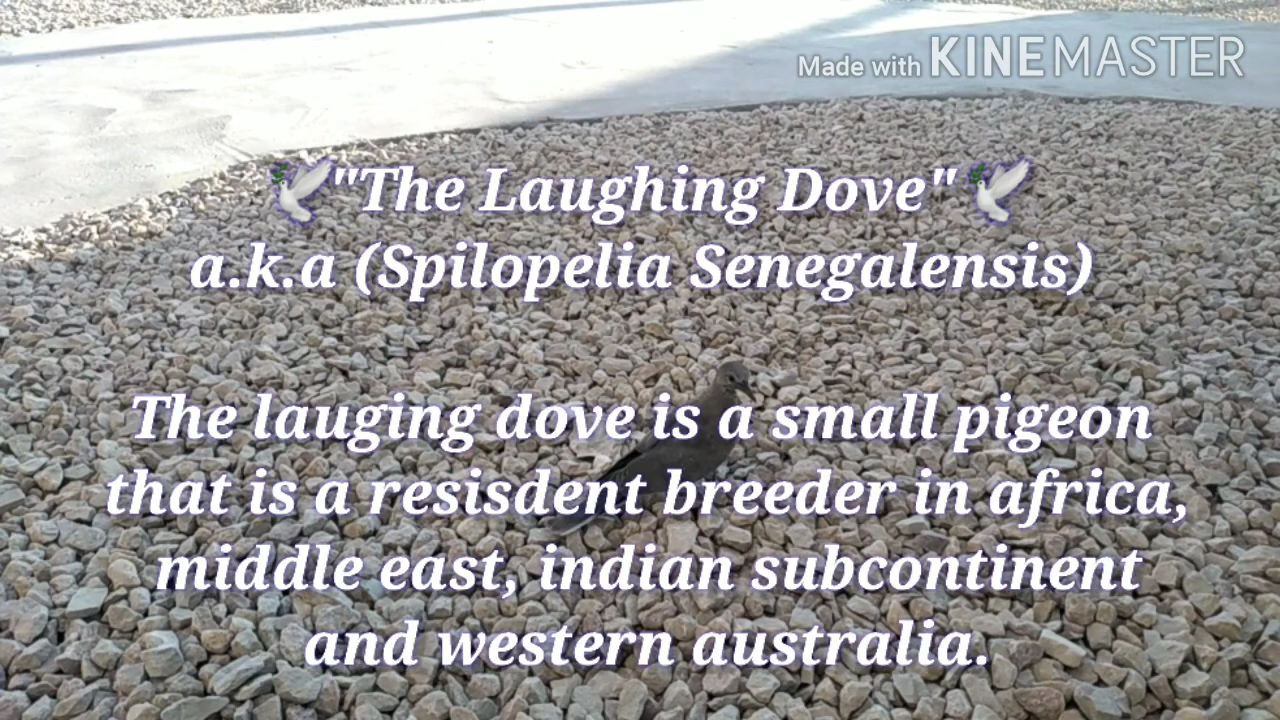 Made with KINEMASTER
🕊"The Laughing Dove"🕊
a.k.a (Spilopelia Senegalensis)
The lauging dove is a small pigeon
that is a resisdent breeder in africa,
middle east, indian subcontinent
and western australia.